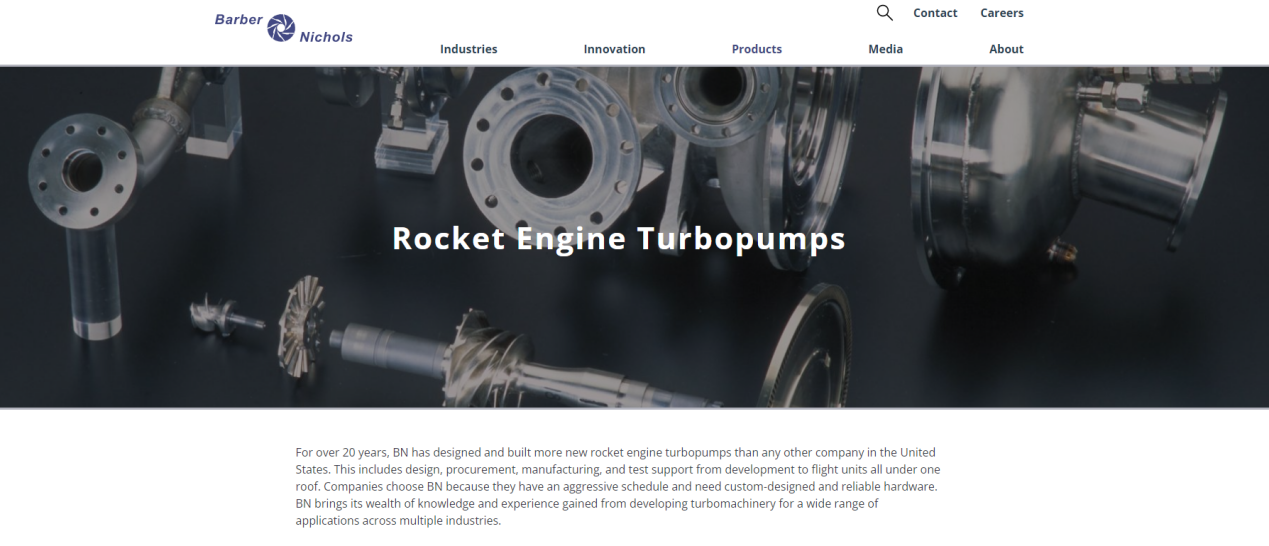 Barber
Nichols
Contact Careers
Industries Innovation Products Media About
Rocket Engine Turbopumps
For over 20 years, BN has designed and built more new rocket engine turbopumps than any other company in the United
States. This includes design, procurement, manufacturing, and test support from development to flight units all under one
roof. Companies choose BN because they have an aggressive schedule and need custom-designed and reliable hardware.
BN brings its wealth of knowledge and experience gained from developing turbomachinery for a wide range of
applications across multiple industries.